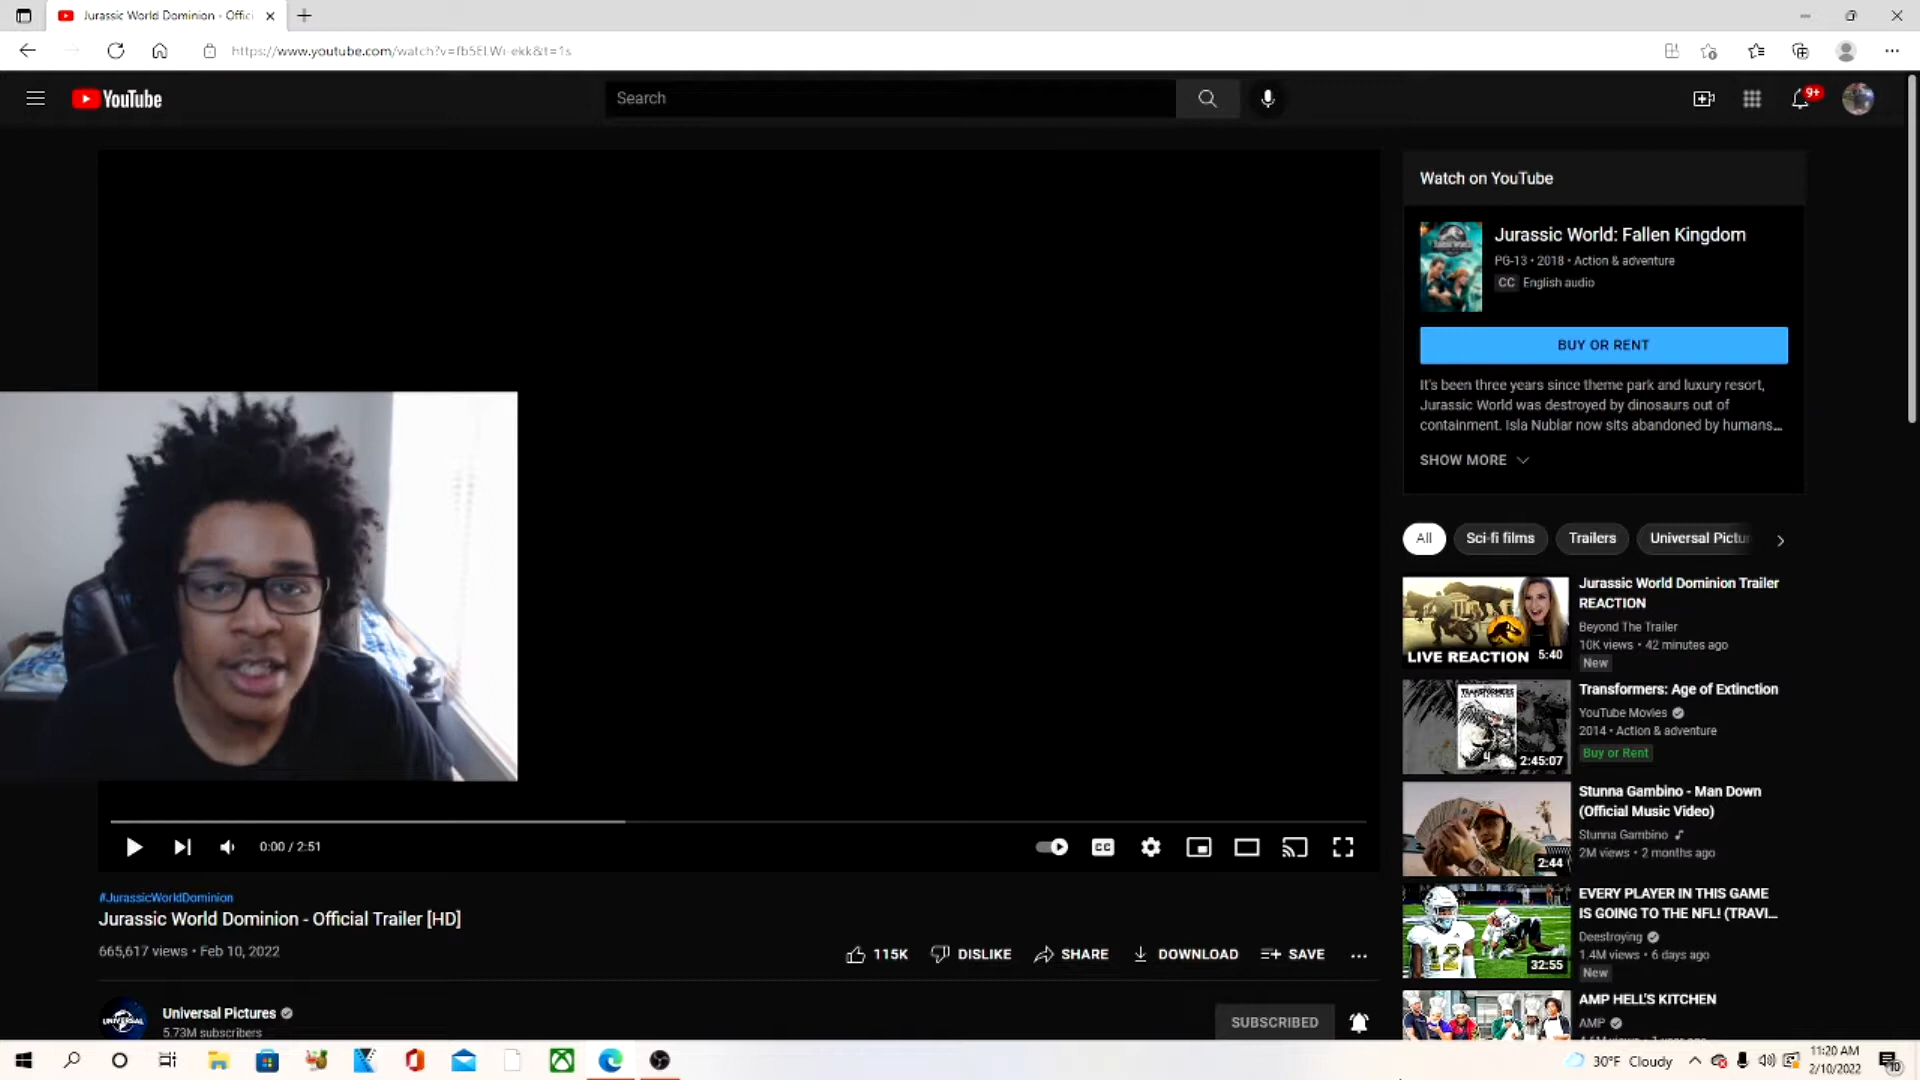 Jurassic World Dominion - Offici
https://www.youtube.com/watch?v=fb5ELWi-ekk&t=1s
YouTube
Search
9+
Watch on YouTube
Jurassic World: Fallen Kingdom
PG-13 • 2018 • Action & adventure
CC English audio
BUY OR RENT
It's been three years since theme park and luxury resort,
Jurassic World was destroyed by dinosaurs out of
containment. Isla Nublar now sits abandoned by humans...
SHOW MORE
All Sci-fi films Trailers Universal Pictur
Jurassic World Dominion Trailer
REACTION
Beyond The Trailer
10K views • 42 minutes ago
New
LIVE REACTION 5:40
Transformers: Age of Extinction
YouTube Movies
2014 • Action & adventure
Buy or Rent
TRANSFORMERS
4
2:45:07
Stunna Gambino - Man Down
(Official Music Video)
Stunna Gambino
2M views • 2 months ago
2:44
EVERY PLAYER IN THIS GAME
IS GOING TO THE NFL! (TRAVI...
Deestroying
1.4M views • 6 days ago
New
12
32:55
AMP HELL'S KITCHEN
AMP
0:00 / 2:51
CC
#JurassicWorldDominion
Jurassic World Dominion - Official Trailer [HD]
665,617 views • Feb 10, 2022
115K DISLIKE SHARE DOWNLOAD SAVE
UNIVERSAL
Universal Pictures
5.73M subscribers
SUBSCRIBED
30°F Cloudy
11:20 AM
2/10/2022
10